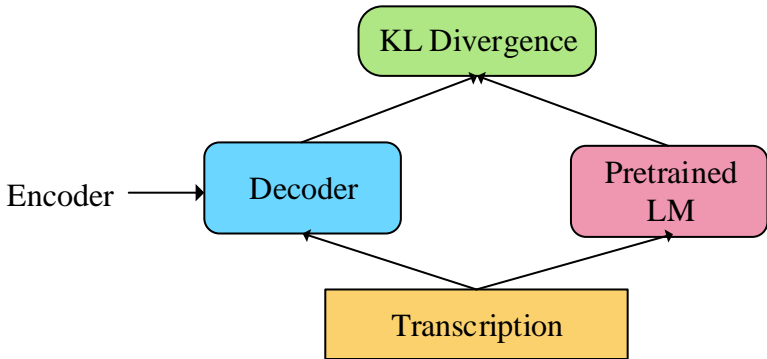 KL Divergence
Encoder
Decoder
Pretrained
LM
Transcription